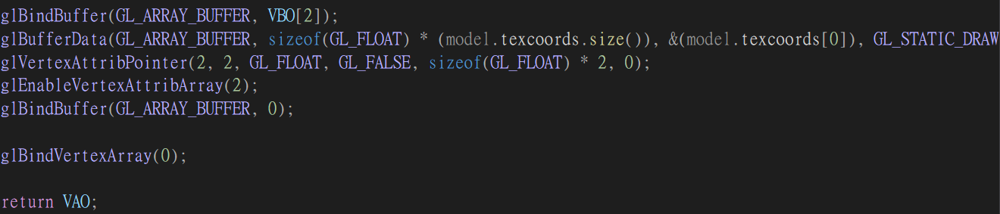 glBindBuffer(GL_ARRAY_BUFFER, VBO[2]);
glBufferData(GL_ARRAY_BUFFER, sizeof(GL_FLOAT) * (model.texcoords.size()), &(model.texcoords[0]), GL_STATIC_DRAW
glVertexAttribPointer(2, 2, GL_FLOAT, GL_FALSE, sizeof(GL_FLOAT) * 2, 0);
glEnableVertexAttribArray(2);
glBindBuffer(GL_ARRAY_BUFFER, 0);
glBindVertexArray(0);
return VAO;